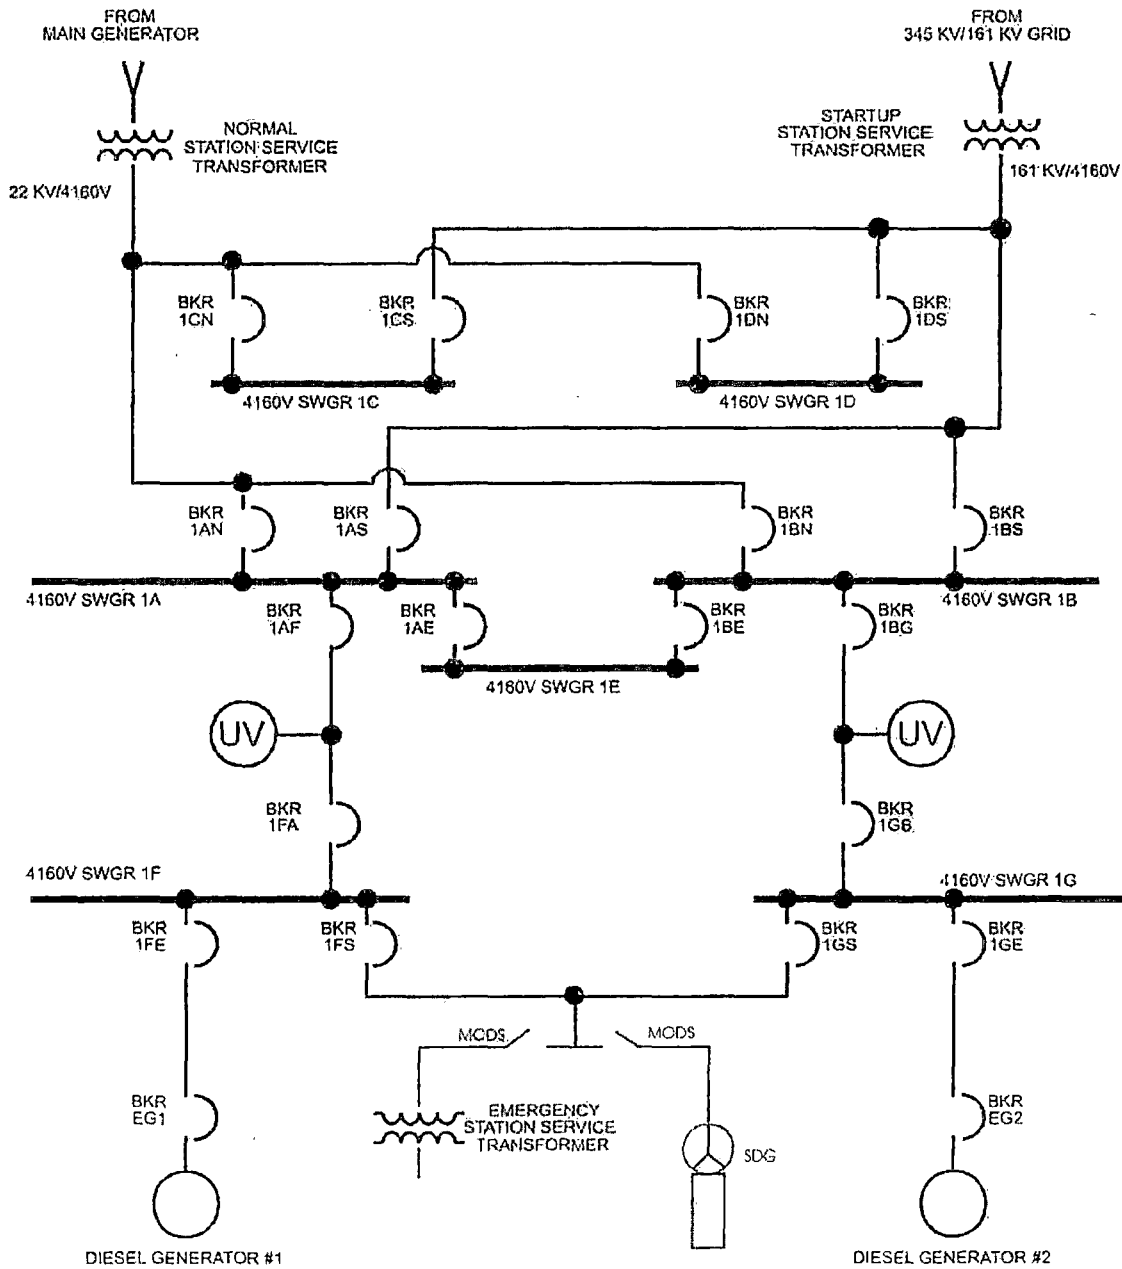 FROM
MAIN GENERATOR
FROM
345 KV/161 KV GRID
NORMAL
STATION SERVICE
TRANSFORMER
STARTUP
STATION SERVICE
TRANSFORMER
22 KV/4160V
161 KV/4160V
BKR
1CN
BKR
1CS
BKR
1DN
BKR
1DS
4160V SWGR 1C
4160V SWGR 1D
BKR
1AN
BKR
1AS
BKR
1BN
BKR
1BS
4160V SWGR 1A
4160V SWGR 1B
BKR
1AF
BKR
1AE
BKR
1BE
BKR
1BG
4160V SWGR 1E
UV
UV
BKR
1FA
BKR
1GB
4160V SWGR 1F
4160V SWGR 1G
BKR
1FE
BKR
1FS
BKR
1GS
BKR
1GE
MODS
MODS
BKR
EG1
EMERGENCY
STATION SERVICE
TRANSFORMER
SDG
BKR
EG2
DIESEL GENERATOR #1
DIESEL GENERATOR #2